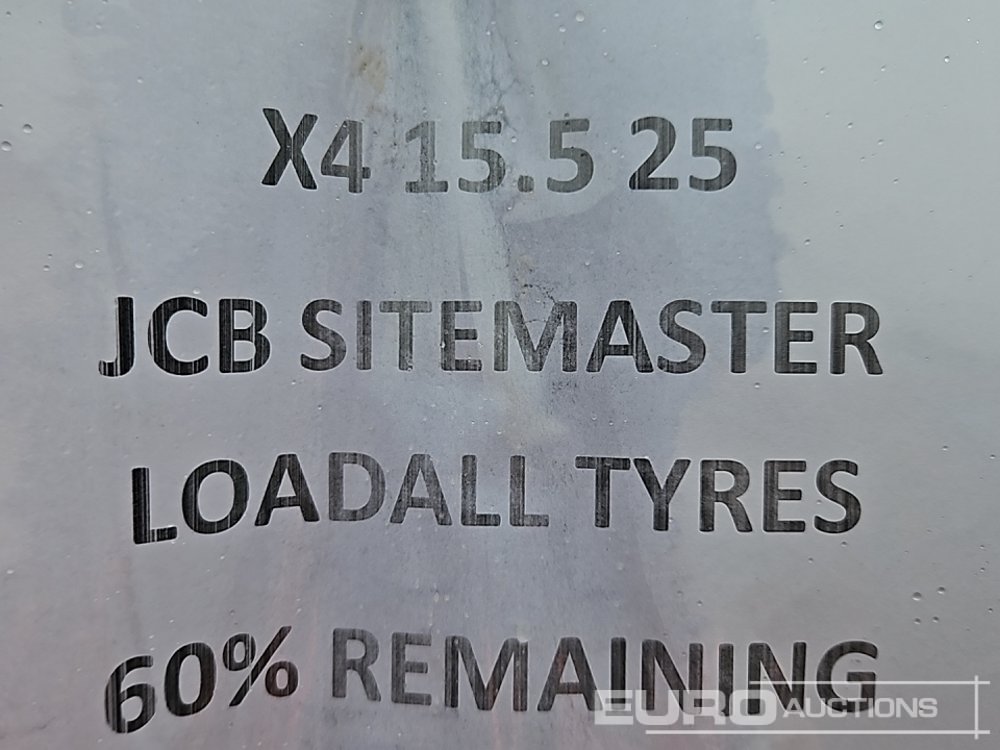 X4 15.5 25
JCB SITEMASTER
LOADALL TYRES
60% REMAINING
EURO AUCTIONS